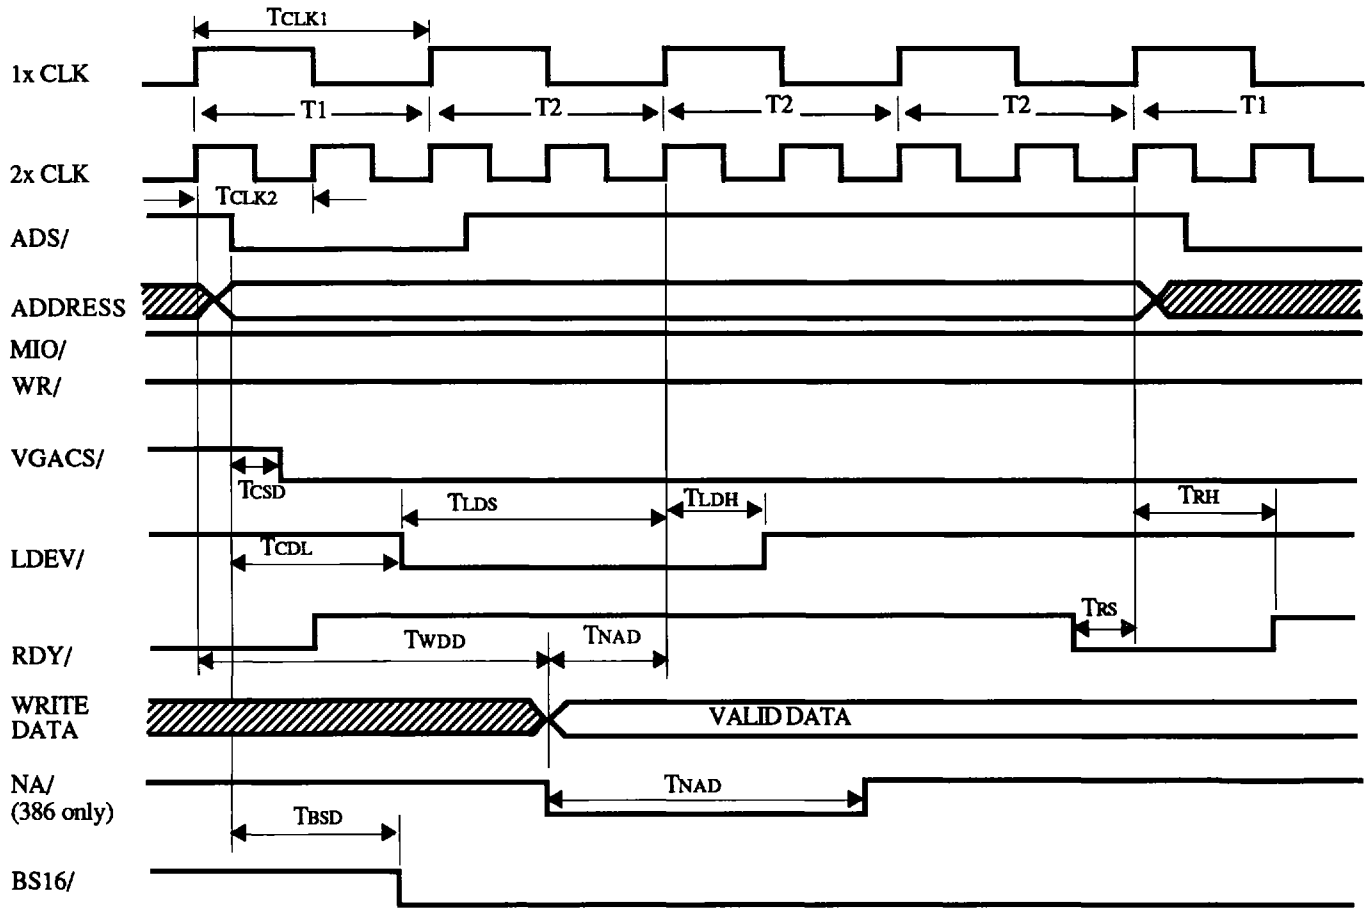 TCLK1
1x CLK
T1 T2 T2 T2 T1
2x CLK
TCLK2
ADS/
ADDRESS
MIO/
WR/
VGACS/
TCSD
TLDS TLDH TRH
LDEV/
TCDL
TRS
RDY/
TWDD TNAD
WRITE
DATA
VALID DATA
NA/
(386 only)
TNAD
TBSD
BS16/